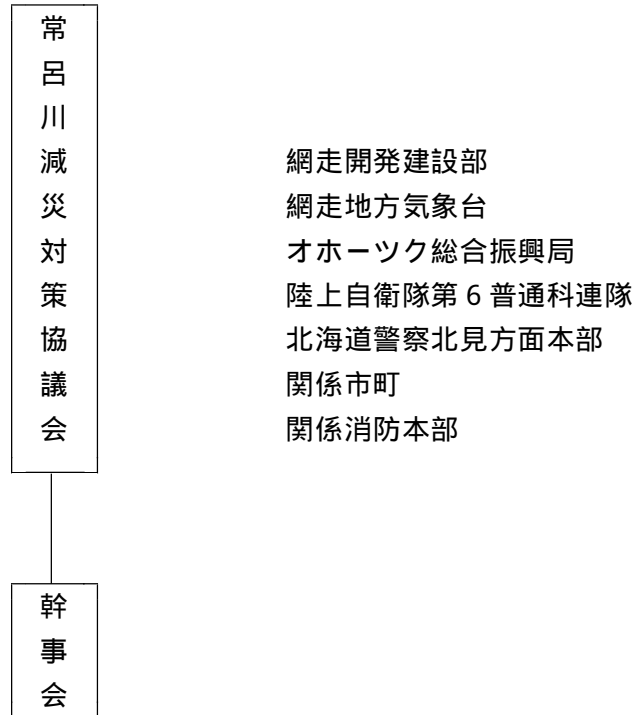 常呂川減災対策協議会
網走開発建設部
網走地方気象台
オホーツク総合振興局
陸上自衛隊第６普通科連隊
北海道警察北見方面本部
関係市町
関係消防本部
幹事会